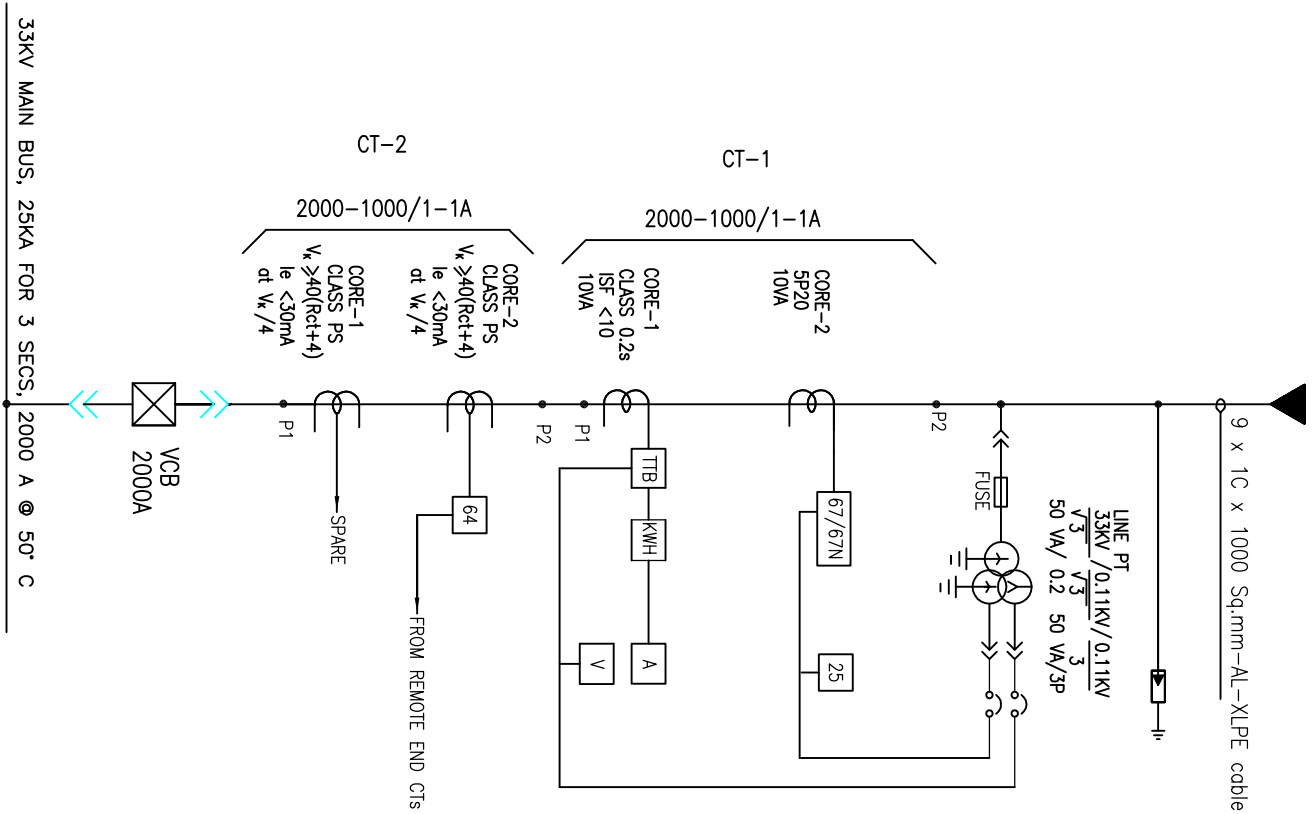 33KV MAIN BUS, 25KA FOR 3 SECS, 2000 A @ 50° C
VCB
2000A
CT-2
2000-1000/1-1A
CORE-1
CLASS PS
Vₖ ⩾40(Rct+4)
Ie <30mA
at Vₖ/4
CORE-2
CLASS PS
Vₖ ⩾40(Rct+4)
Ie <30mA
at Vₖ/4
P1
P2
SPARE
64
FROM REMOTE END CTs
CT-1
2000-1000/1-1A
CORE-1
CLASS 0.2s
ISF <10
10VA
CORE-2
5P20
10VA
P1
P2
TTB
KWH
A
V
67/67N
25
FUSE
LINE PT
33KV/0.11KV/0.11KV
√3 √3 3
50 VA/ 0.2 50 VA/3P
9 x 1C x 1000 Sq.mm-AL-XLPE cable